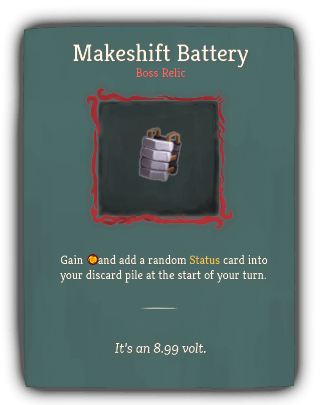 Makeshift Battery
Boss Relic
Gain and add a random Status card into
your discard pile at the start of your turn.
It's an 8.99 volt.